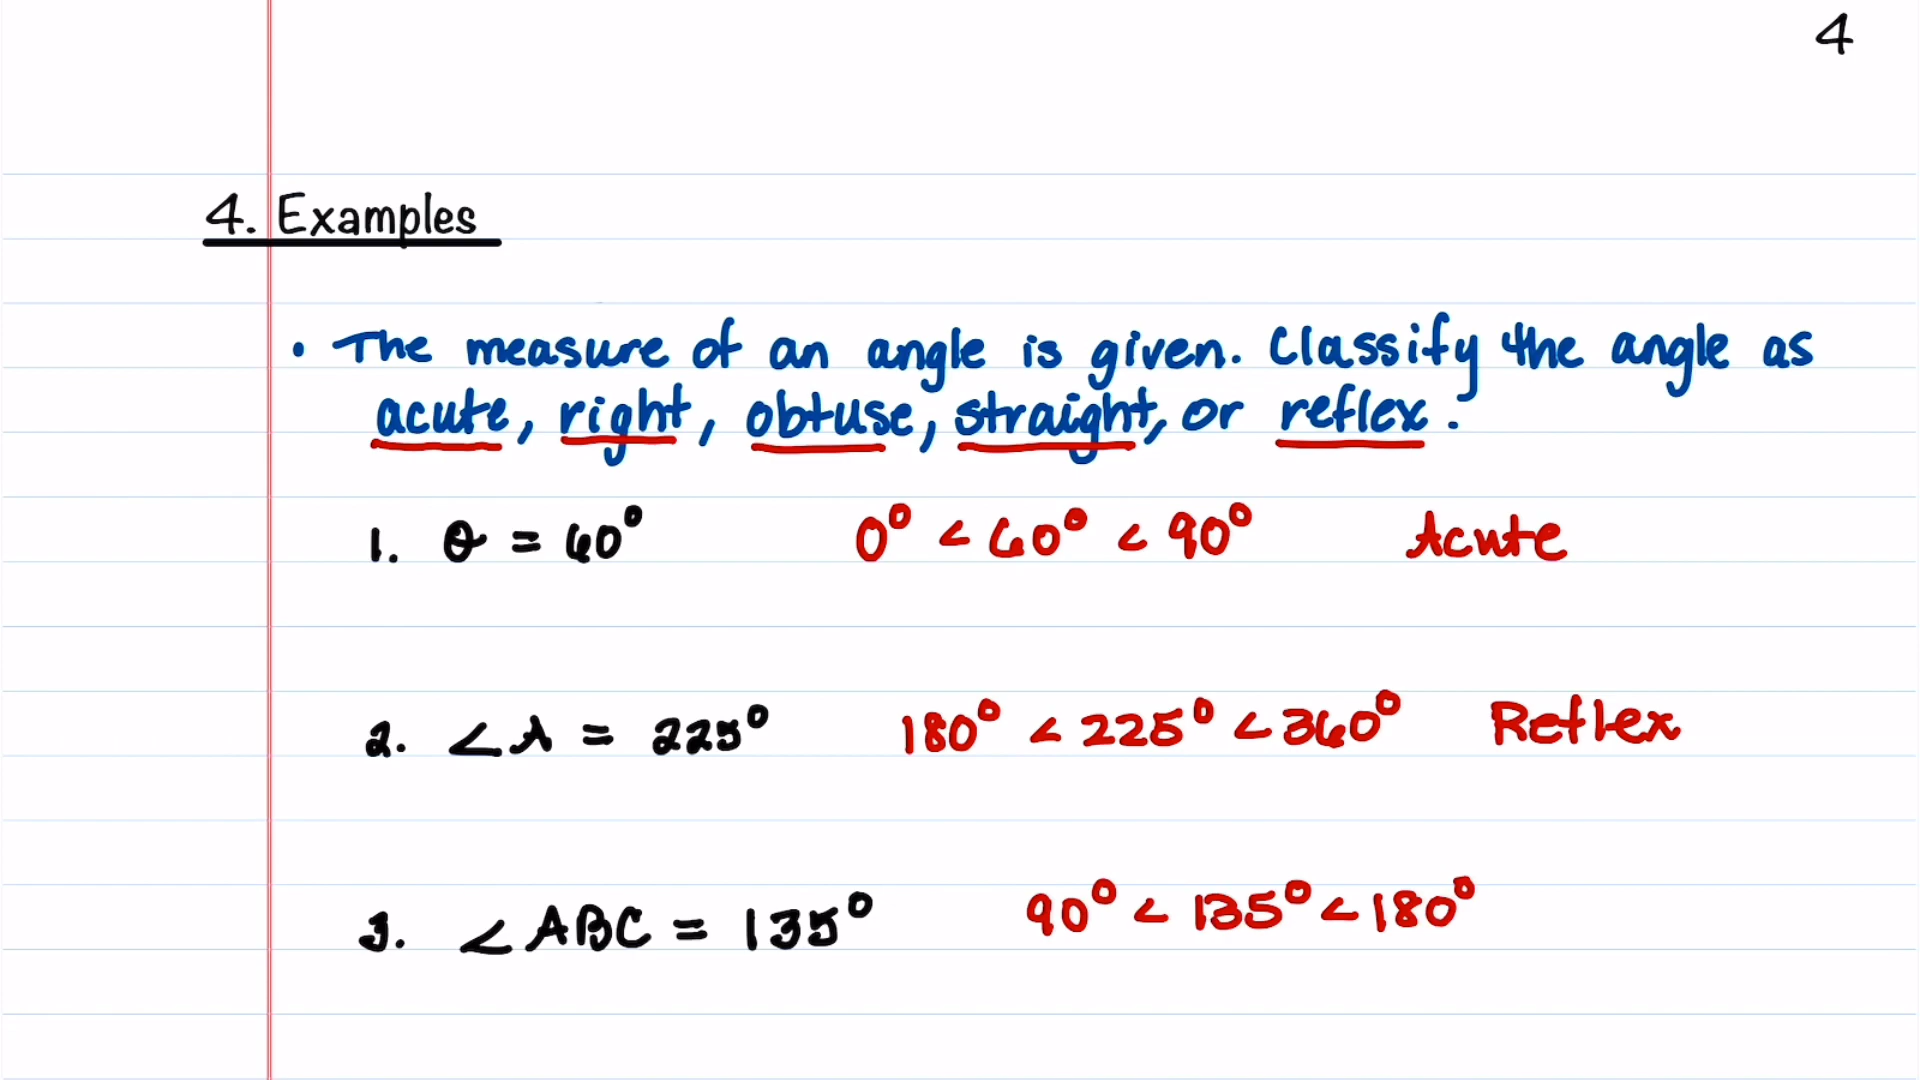 4
4. Examples
• The measure of an angle is given. Classify the angle as
acute, right, obtuse, straight, or reflex.
1. θ = 60° 0° < 60° < 90° Acute
2. ∠A = 225° 180° < 225° < 360° Reflex
3. ∠ABC = 135° 90° < 135° < 180°